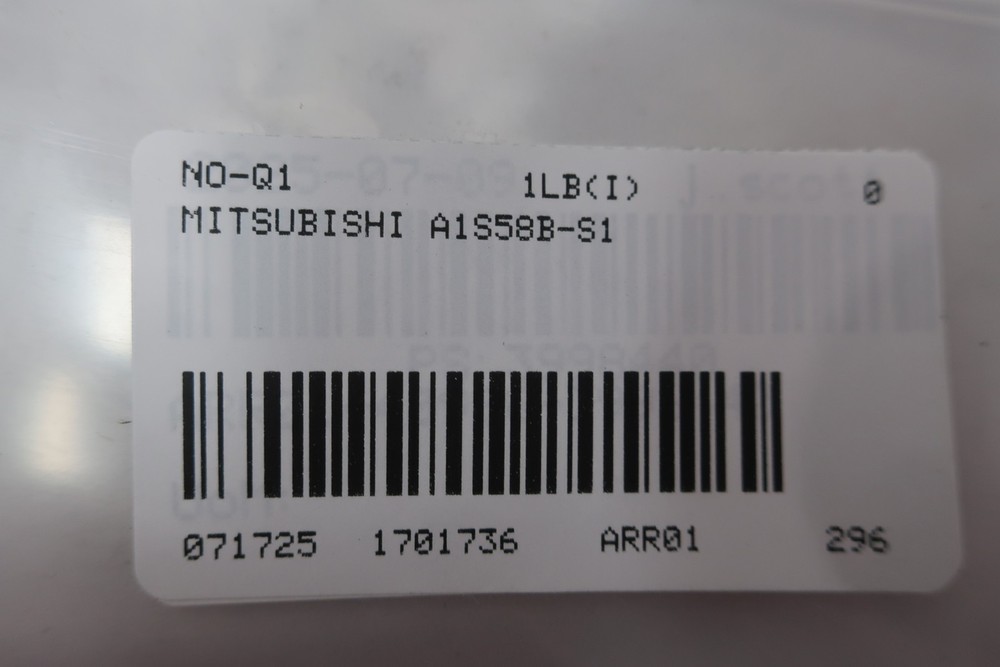 NO-Q1 1LB(I) 0
MITSUBISHI A1S58B-S1
071725 1701736 ARR01 296